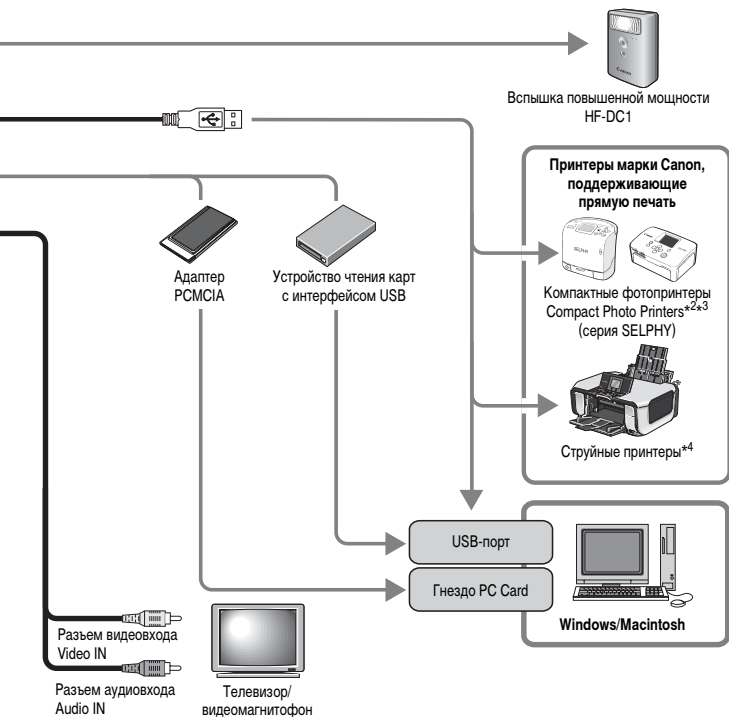 Вспышка повышенной мощности
HF-DC1
Принтеры марки Canon,
поддерживающие
прямую печать
Адаптер
PCMCIA
Устройство чтения карт
с интерфейсом USB
Компактные фотопринтеры
Compact Photo Printers*2*3
(серия SELPHY)
Струйные принтеры*4
USB-порт
Гнездо PC Card
Windows/Macintosh
Разъем видеовхода
Video IN
Разъем аудиовхода
Audio IN
Телевизор/
видеомагнитофон